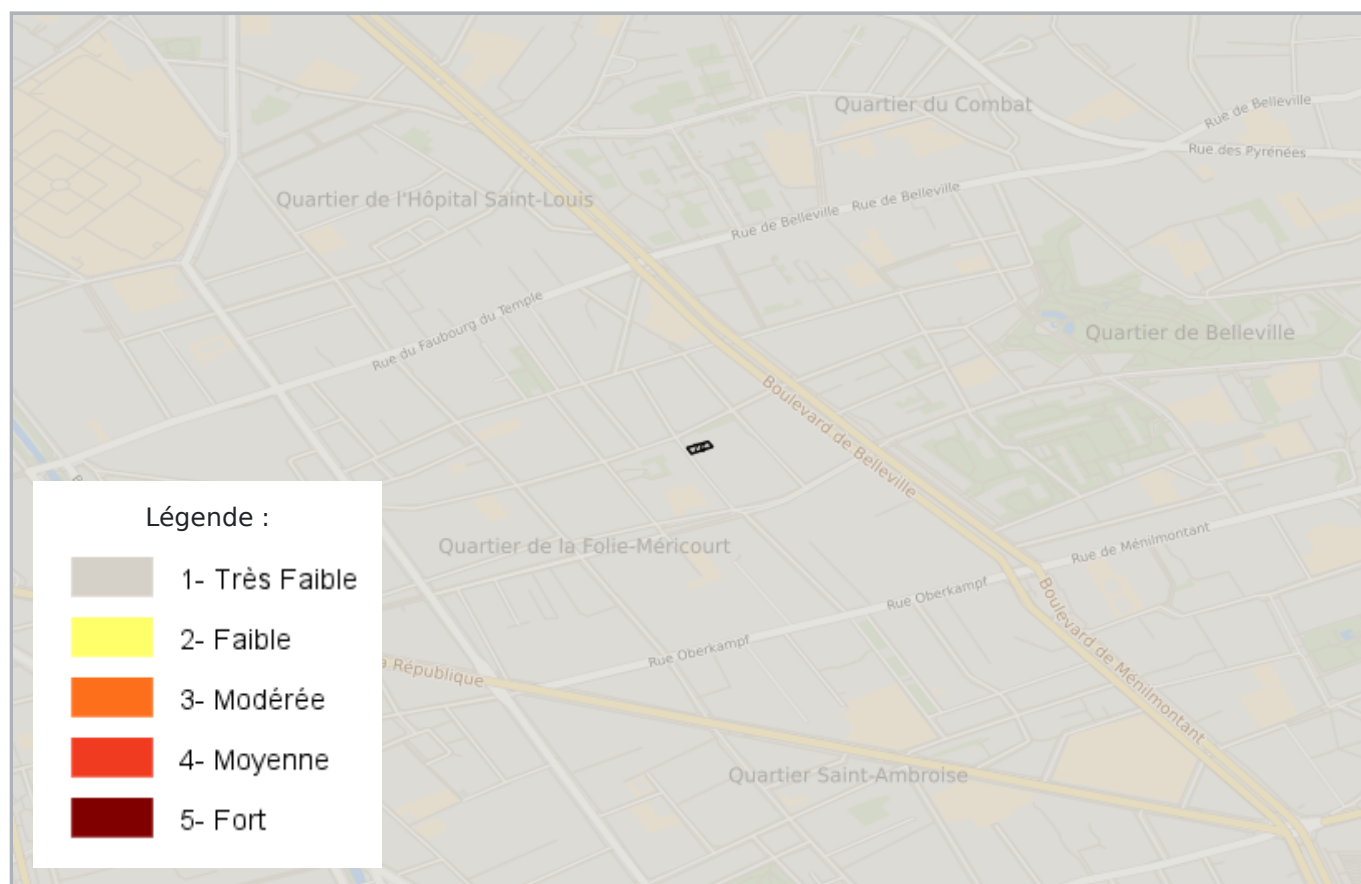 Quartier du Combat
Rue de Belleville
Rue des Pyrénées
Quartier de l'Hôpital Saint-Louis
Rue de Belleville
Rue de Belleville
Rue du Faubourg du Temple
Quartier de Belleville
Boulevard de Belleville
Légende :
1- Très Faible
2- Faible
3- Modérée
4- Moyenne
5- Fort
Quartier de la Folie-Méricourt
Rue de Ménilmontant
Rue Oberkampf
Rue Oberkampf
Boulevard de Ménilmontant
la République
Quartier Saint-Ambroise